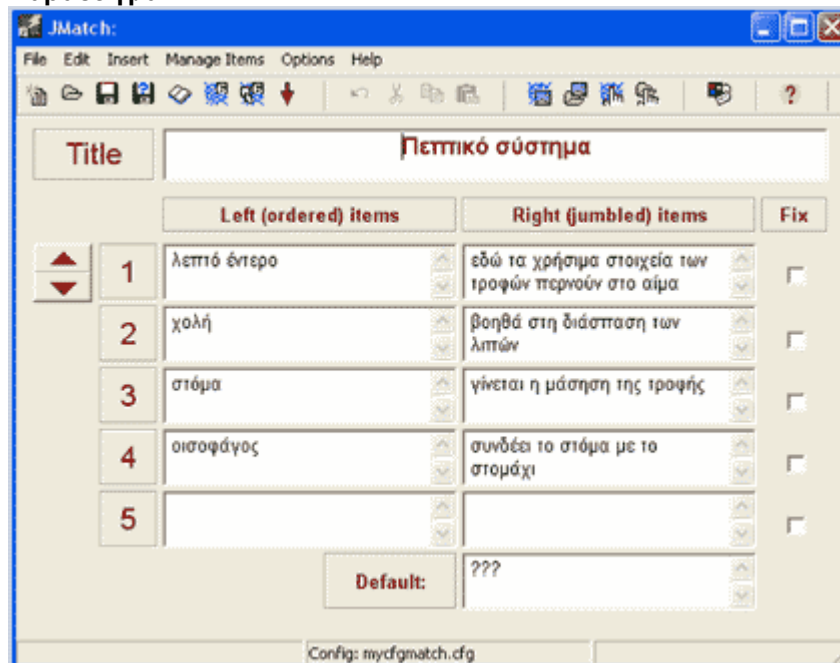 JMatch:
File Edit Insert Manage Items Options Help
Title
Πεπτικό σύστημα
Left (ordered) items Right (jumbled) items Fix
1 λεπτό έντερο εδώ τα χρήσιμα στοιχεία των
τροφών περνούν στο αίμα
2 χολή βοηθά στη διάσπαση των
λιπών
3 στόμα γίνεται η μάσηση της τροφής
4 οισοφάγος συνδέει το στόμα με το
στομάχι
5
Default: ???
Config: mycfgmatch.cfg